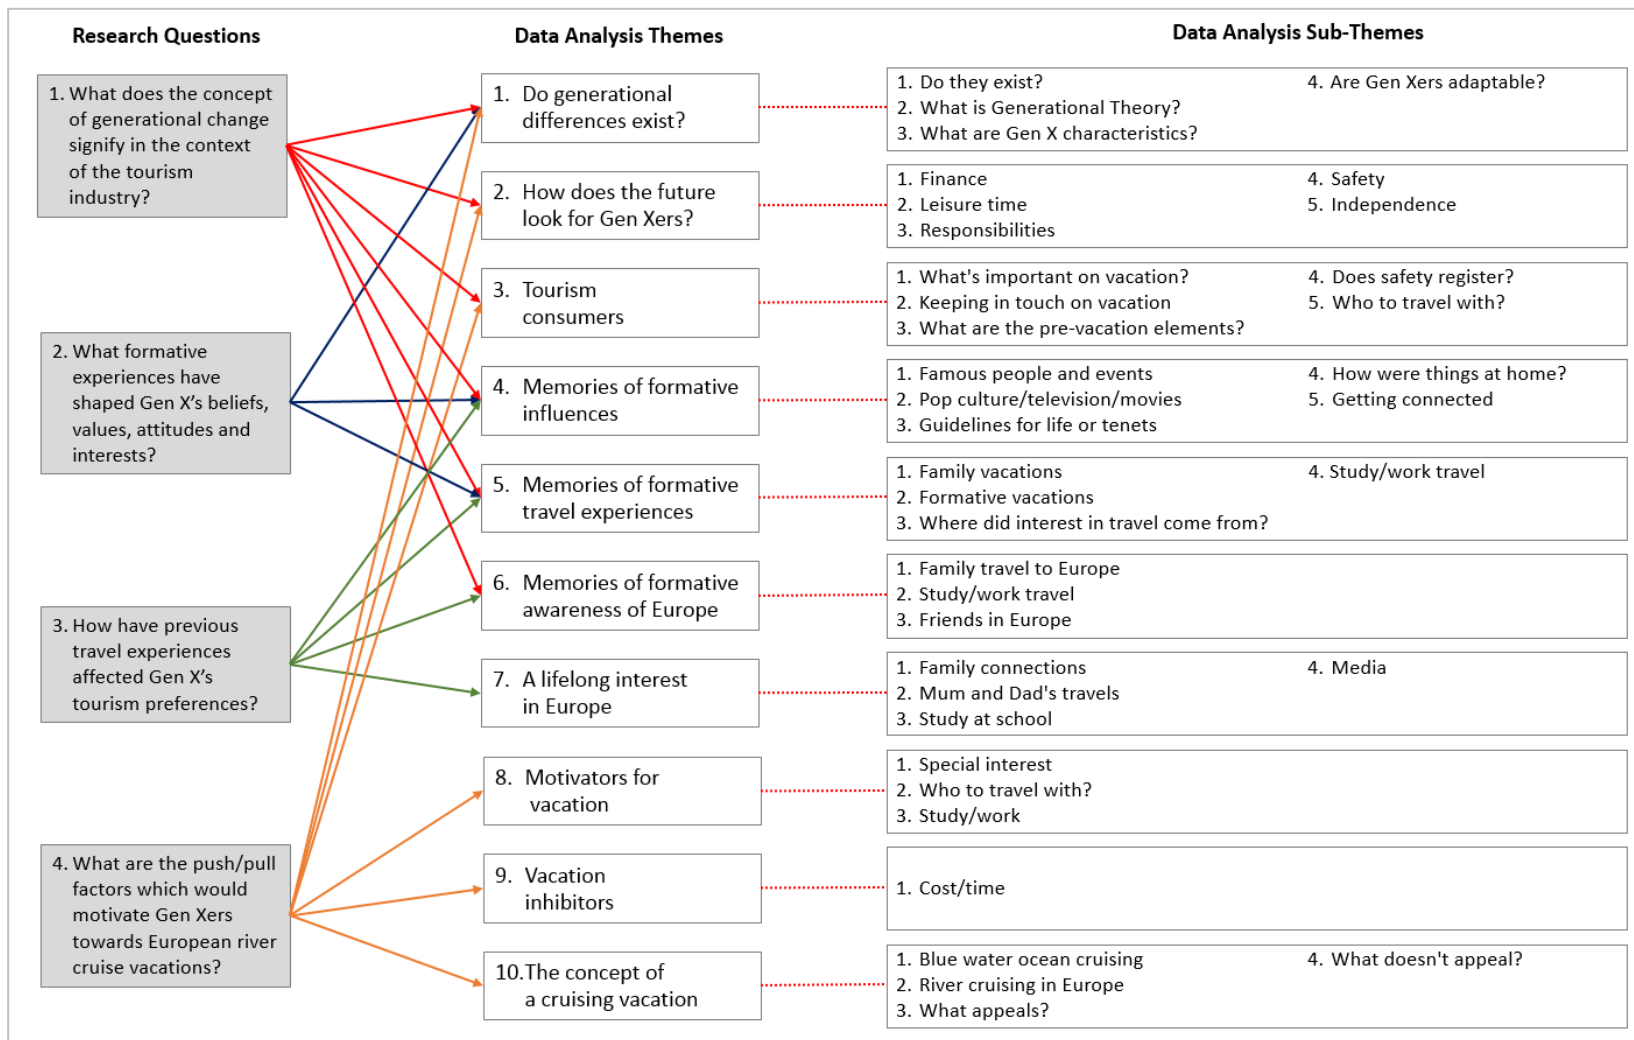 Research Questions
Data Analysis Themes
Data Analysis Sub-Themes
1. What does the concept
of generational change
signify in the context
of the tourism
industry?
2. What formative
experiences have
shaped Gen X’s beliefs,
values, attitudes and
interests?
3. How have previous
travel experiences
affected Gen X’s
tourism preferences?
4. What are the push/pull
factors which would
motivate Gen Xers
towards European river
cruise vacations?
1. Do generational
differences exist?
2. How does the future
look for Gen Xers?
3. Tourism
consumers
4. Memories of formative
influences
5. Memories of formative
travel experiences
6. Memories of formative
awareness of Europe
7. A lifelong interest
in Europe
8. Motivators for
vacation
9. Vacation
inhibitors
10.The concept of
a cruising vacation
1. Do they exist?
2. What is Generational Theory?
3. What are Gen X characteristics?
4. Are Gen Xers adaptable?
1. Finance
2. Leisure time
3. Responsibilities
4. Safety
5. Independence
1. What's important on vacation?
2. Keeping in touch on vacation
3. What are the pre-vacation elements?
4. Does safety register?
5. Who to travel with?
1. Famous people and events
2. Pop culture/television/movies
3. Guidelines for life or tenets
4. How were things at home?
5. Getting connected
1. Family vacations
2. Formative vacations
3. Where did interest in travel come from?
4. Study/work travel
1. Family travel to Europe
2. Study/work travel
3. Friends in Europe
1. Family connections
2. Mum and Dad's travels
3. Study at school
4. Media
1. Special interest
2. Who to travel with?
3. Study/work
1. Cost/time
1. Blue water ocean cruising
2. River cruising in Europe
3. What appeals?
4. What doesn't appeal?